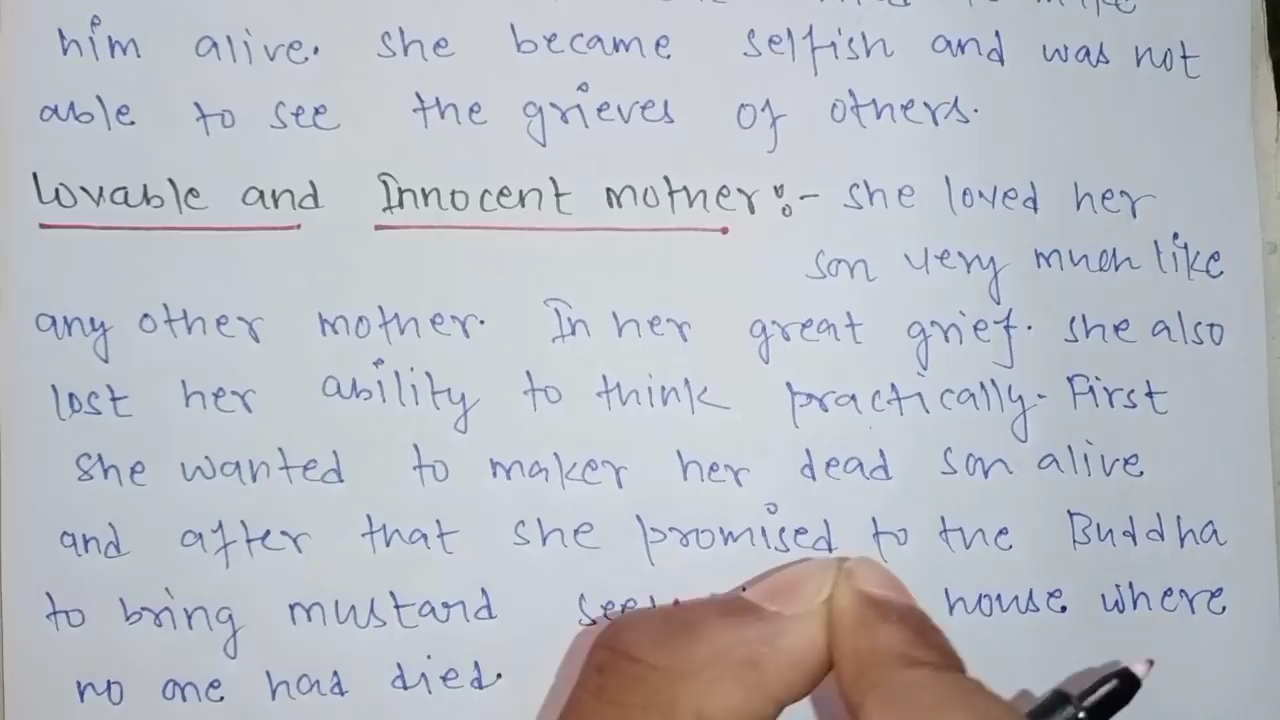 him alive. she became selfish and was not
able to see the grieves of others.
Lovable and Innocent mother:- she loved her
son very much like
any other mother. In her great grief. she also
lost her ability to think practically. First
she wanted to maker her dead son alive
and after that she promised to the Buddha
to bring mustard house where
no one had died.